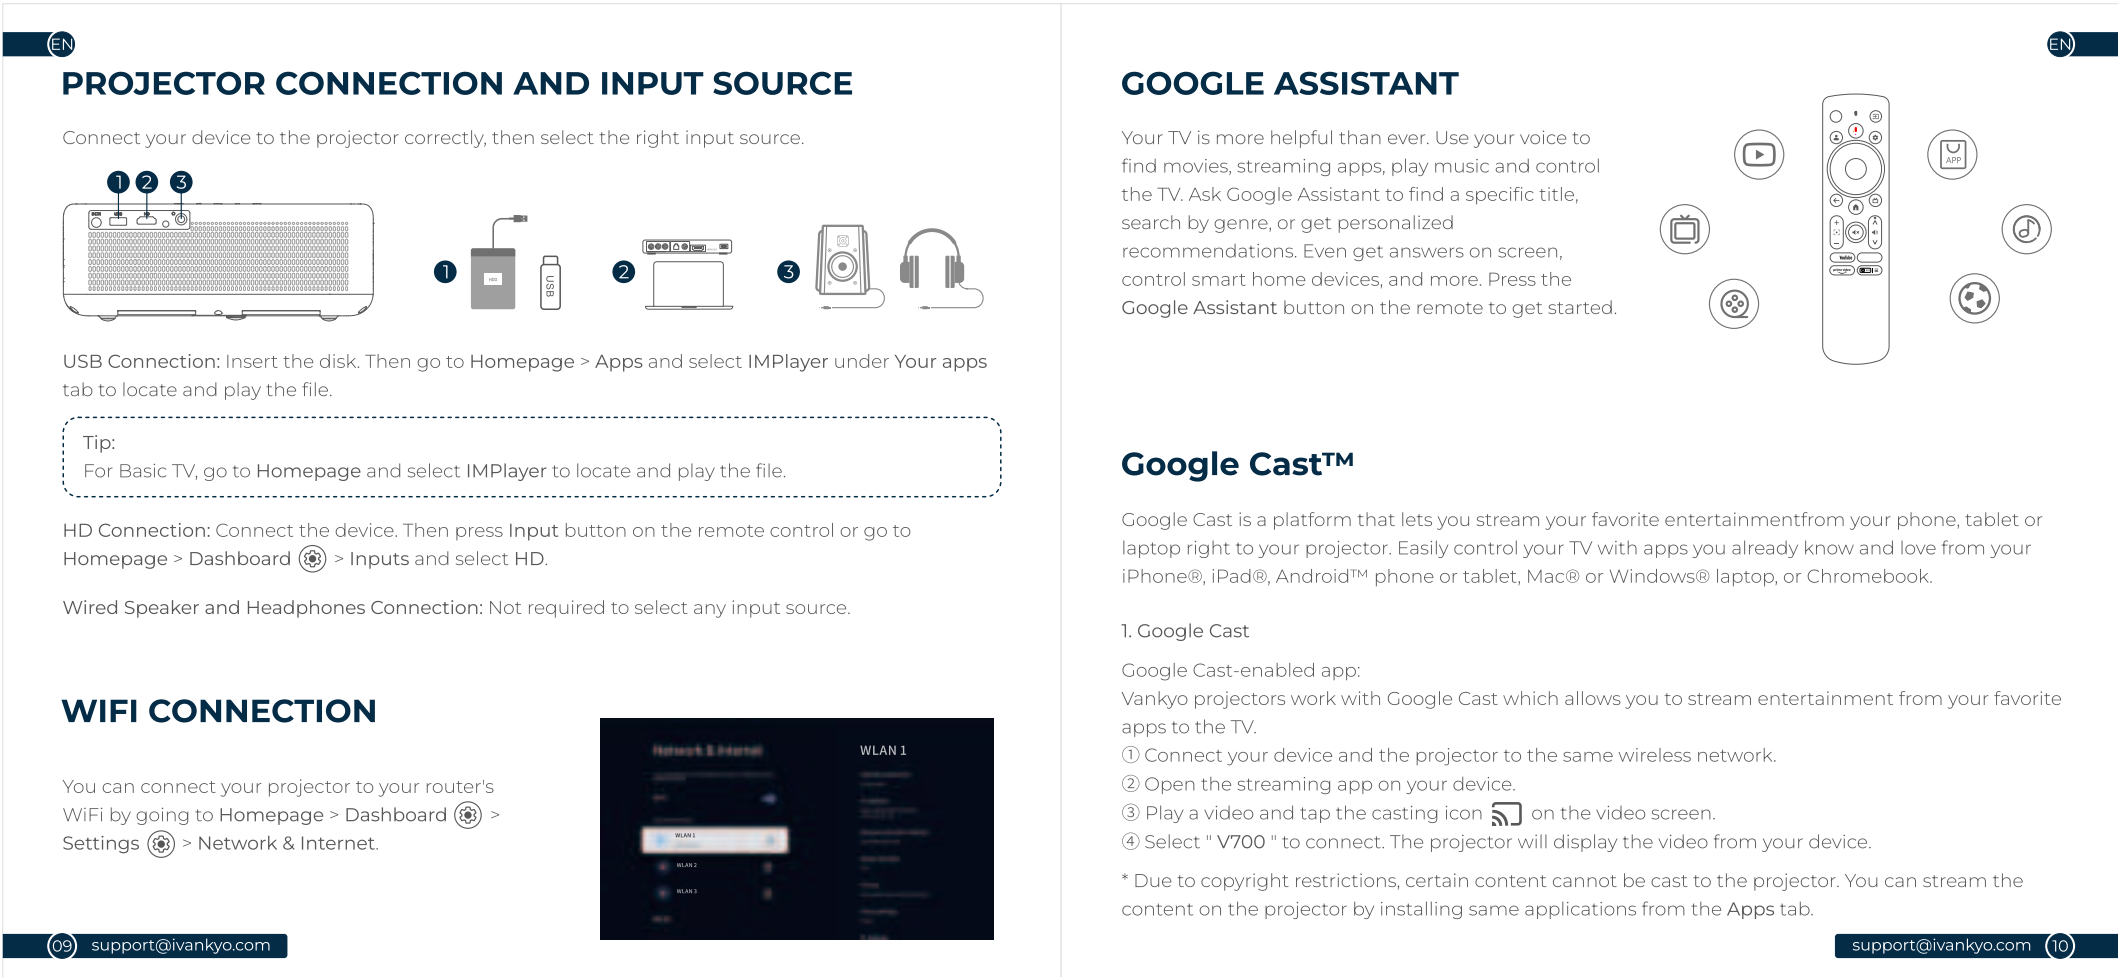 EN
PROJECTOR CONNECTION AND INPUT SOURCE
Connect your device to the projector correctly, then select the right input source.
1 2 3
DC IN USB HD
1
HDD
USB
2
3
USB Connection: Insert the disk. Then go to Homepage > Apps and select IMPlayer under Your apps
tab to locate and play the file.
Tip:
For Basic TV, go to Homepage and select IMPlayer to locate and play the file.
HD Connection: Connect the device. Then press Input button on the remote control or go to
Homepage > Dashboard > Inputs and select HD.
Wired Speaker and Headphones Connection: Not required to select any input source.
WIFI CONNECTION
You can connect your projector to your router's
WiFi by going to Homepage > Dashboard >
Settings > Network & Internet.
Network & Internet
WLAN 1
WLAN 1
WLAN 2
WLAN 3
09 support@ivankyo.com
EN
GOOGLE ASSISTANT
Your TV is more helpful than ever. Use your voice to
find movies, streaming apps, play music and control
the TV. Ask Google Assistant to find a specific title,
search by genre, or get personalized
recommendations. Even get answers on screen,
control smart home devices, and more. Press the
Google Assistant button on the remote to get started.
APP
YouTube
prime video
Google Cast™
Google Cast is a platform that lets you stream your favorite entertainmentfrom your phone, tablet or
laptop right to your projector. Easily control your TV with apps you already know and love from your
iPhone®, iPad®, Android™ phone or tablet, Mac® or Windows® laptop, or Chromebook.
1. Google Cast
Google Cast-enabled app:
Vankyo projectors work with Google Cast which allows you to stream entertainment from your favorite
apps to the TV.
① Connect your device and the projector to the same wireless network.
② Open the streaming app on your device.
③ Play a video and tap the casting icon on the video screen.
④ Select " V700 " to connect. The projector will display the video from your device.
* Due to copyright restrictions, certain content cannot be cast to the projector. You can stream the
content on the projector by installing same applications from the Apps tab.
support@ivankyo.com 10